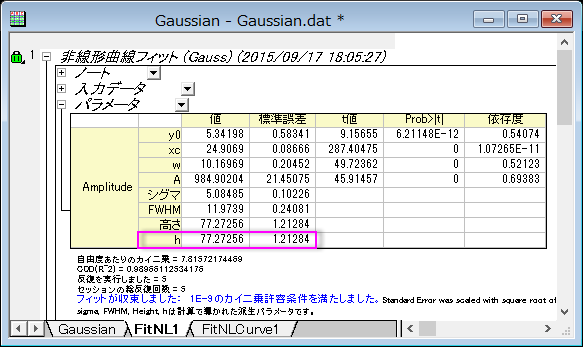 Gaussian - Gaussian.dat *
1
非線形曲線フィット (Gauss) (2015/09/17 18:05:27)
ノート
入力データ
パラメータ
値 標準誤差 t値 Prob>|t| 依存度
Amplitude
y0 5.34198 0.58341 9.15655 6.21148E-12 0.54074
xc 24.9069 0.08666 287.40475 0 1.07265E-11
w 10.16969 0.20452 49.72362 0 0.52123
A 984.90204 21.45075 45.91457 0 0.69383
シグマ 5.08485 0.10226
FWHM 11.9739 0.24081
高さ 77.27256 1.21284
h 77.27256 1.21284
自由度あたりのカイ二乗 = 7.81572174459
COD(R^2) = 0.98955112534175
反復を実行しました = 5
セッションの総反復回数 = 5
フィットが収束しました: 1E-9のカイ二乗許容条件を満たしました。 Standard Error was scaled with square root of
sigma, FWHM, Height, hは計算で導かれた派生パラメータです。
Gaussian FitNL1 FitNLCurve1